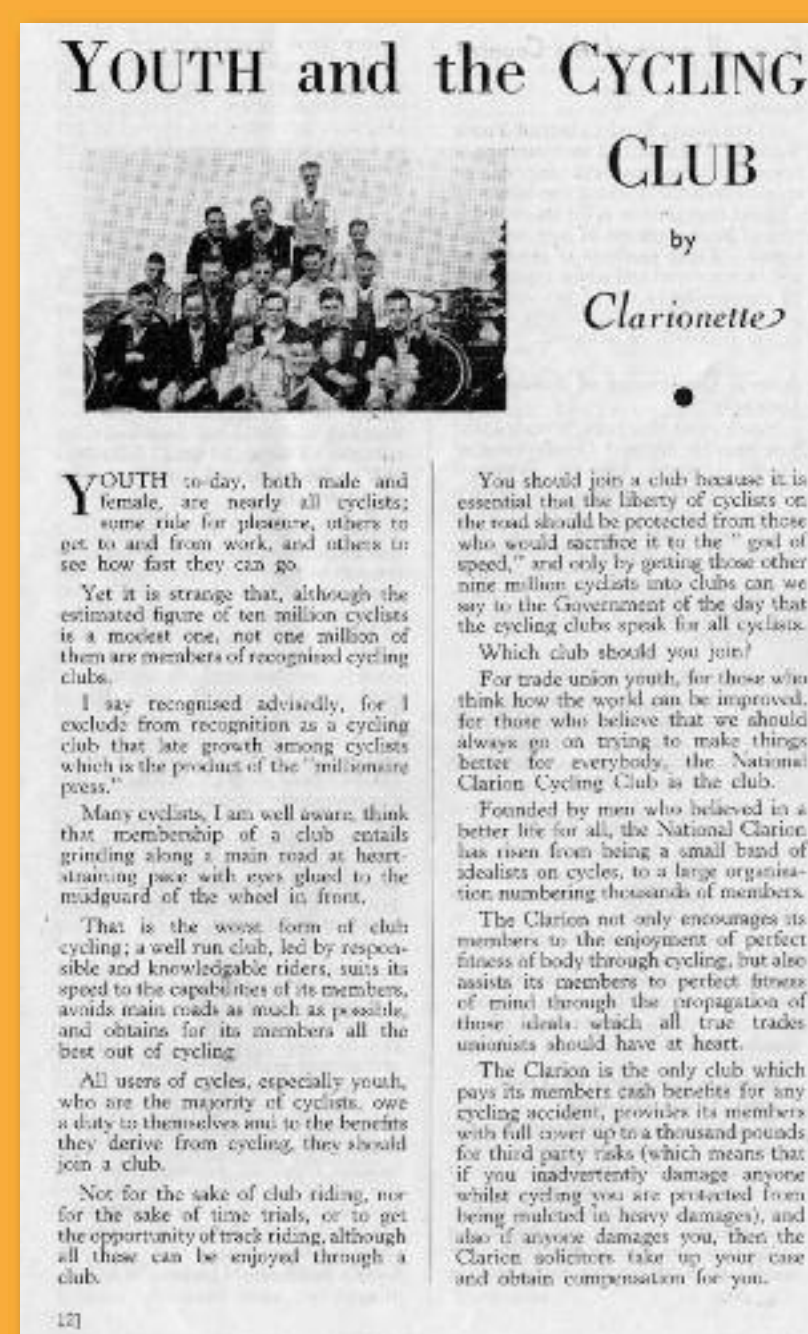 YOUTH and the CYCLING
CLUB
by
Clarionette
YOUTH to-day, both male and
female, are nearly all cyclists;
some ride for pleasure, others to
get to and from work, and others to
see how fast they can go.
Yet it is strange that, although the
estimated figure of ten million cyclists
is a modest one, not one million of
them are members of recognised cycling
clubs.
I say recognised advisedly, for I
exclude from recognition as a cycling
club that late growth among cyclists
which is the product of the "millionaire
press."
Many cyclists, I am well aware, think
that membership of a club entails
grinding along a main road at heart-
straining pace with eyes glued to the
mudguard of the wheel in front.
That is the worst form of club
cycling; a well run club, led by respon-
sible and knowledgable riders, suits its
speed to the capabilities of its members,
avoids main roads as much as possible,
and obtains for its members all the
best out of cycling.
All users of cycles, especially youth,
who are the majority of cyclists, owe
a duty to themselves and to the benefits
they derive from cycling, they should
join a club.
Not for the sake of club riding, nor
for the sake of time trials, or to get
the opportunity of track riding, although
all these can be enjoyed through a
club.
12]
You should join a club because it is
essential that the liberty of cyclists on
the road should be protected from those
who would sacrifice it to the "god of
speed," and only by getting those other
nine million cyclists into clubs can we
say to the Government of the day that
the cycling clubs speak for all cyclists.
Which club should you join?
For trade union youth, for those who
think how the world can be improved,
for those who believe that we should
always go on trying to make things
better for everybody, the National
Clarion Cycling Club is the club.
Founded by men who believed in a
better life for all, the National Clarion
has risen from being a small band of
idealists on cycles, to a large organisa-
tion numbering thousands of members.
The Clarion not only encourages its
members to the enjoyment of perfect
fitness of body through cycling, but also
assists its members to perfect fitness
of mind through the propagation of
those ideals which all true trades
unionists should have at heart.
The Clarion is the only club which
pays its members cash benefits for any
cycling accident, provides its members
with full cover up to a thousand pounds
for third party risks (which means that
if you inadvertently damage anyone
whilst cycling you are protected from
being mulcted in heavy damages), and
also if anyone damages you, then the
Clarion solicitors take up your case
and obtain compensation for you.